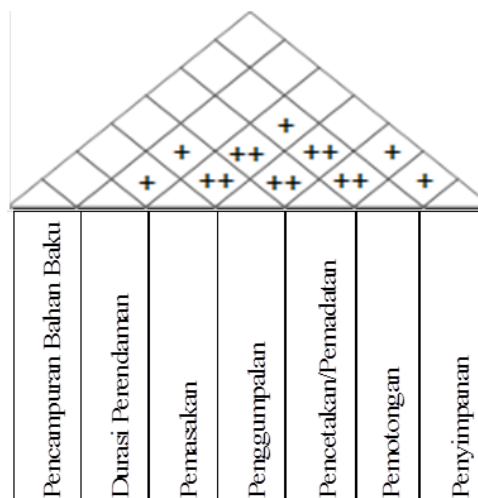 +
+ ++ ++ +
+ ++ ++ ++ +
Pencampuran Bahan Baku
Durasi Perendaman
Pemasakan
Penggumpalan
Pencetakan/Pemadatan
Pemotongan
Penyimpanan